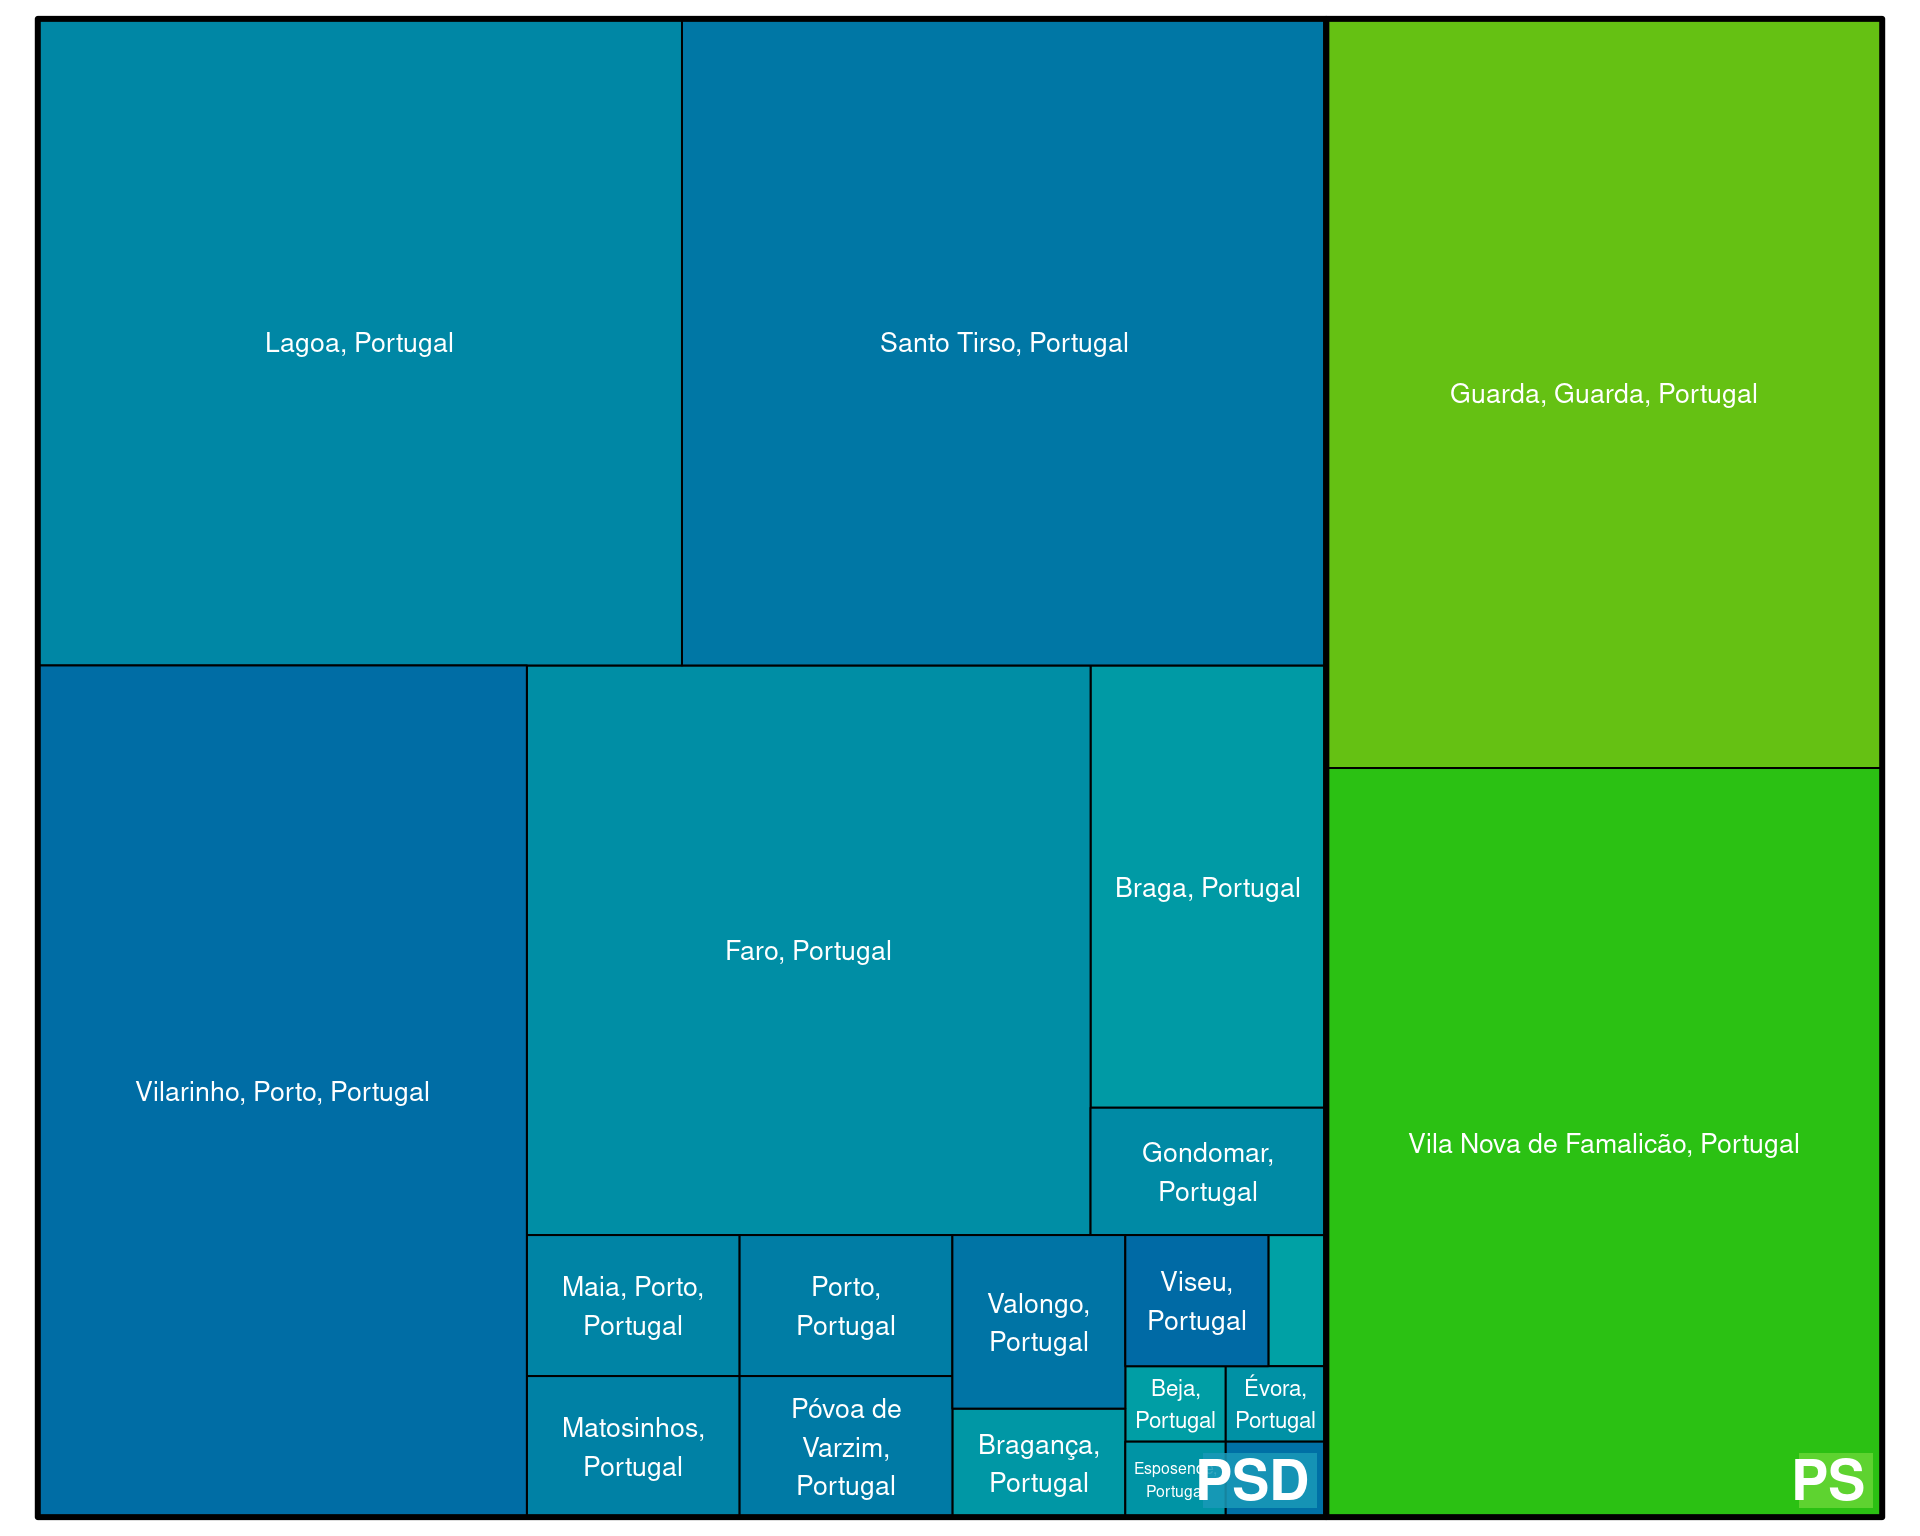 Lagoa, Portugal
Santo Tirso, Portugal
Guarda, Guarda, Portugal
Vilarinho, Porto, Portugal
Faro, Portugal
Braga, Portugal
Gondomar,
Portugal
Vila Nova de Famalicão, Portugal
Maia, Porto,
Portugal
Porto,
Portugal
Valongo,
Portugal
Viseu,
Portugal
Matosinhos,
Portugal
Póvoa de
Varzim,
Portugal
Bragança,
Portugal
Beja,
Portugal
Évora,
Portugal
Portugal
PSD
PS